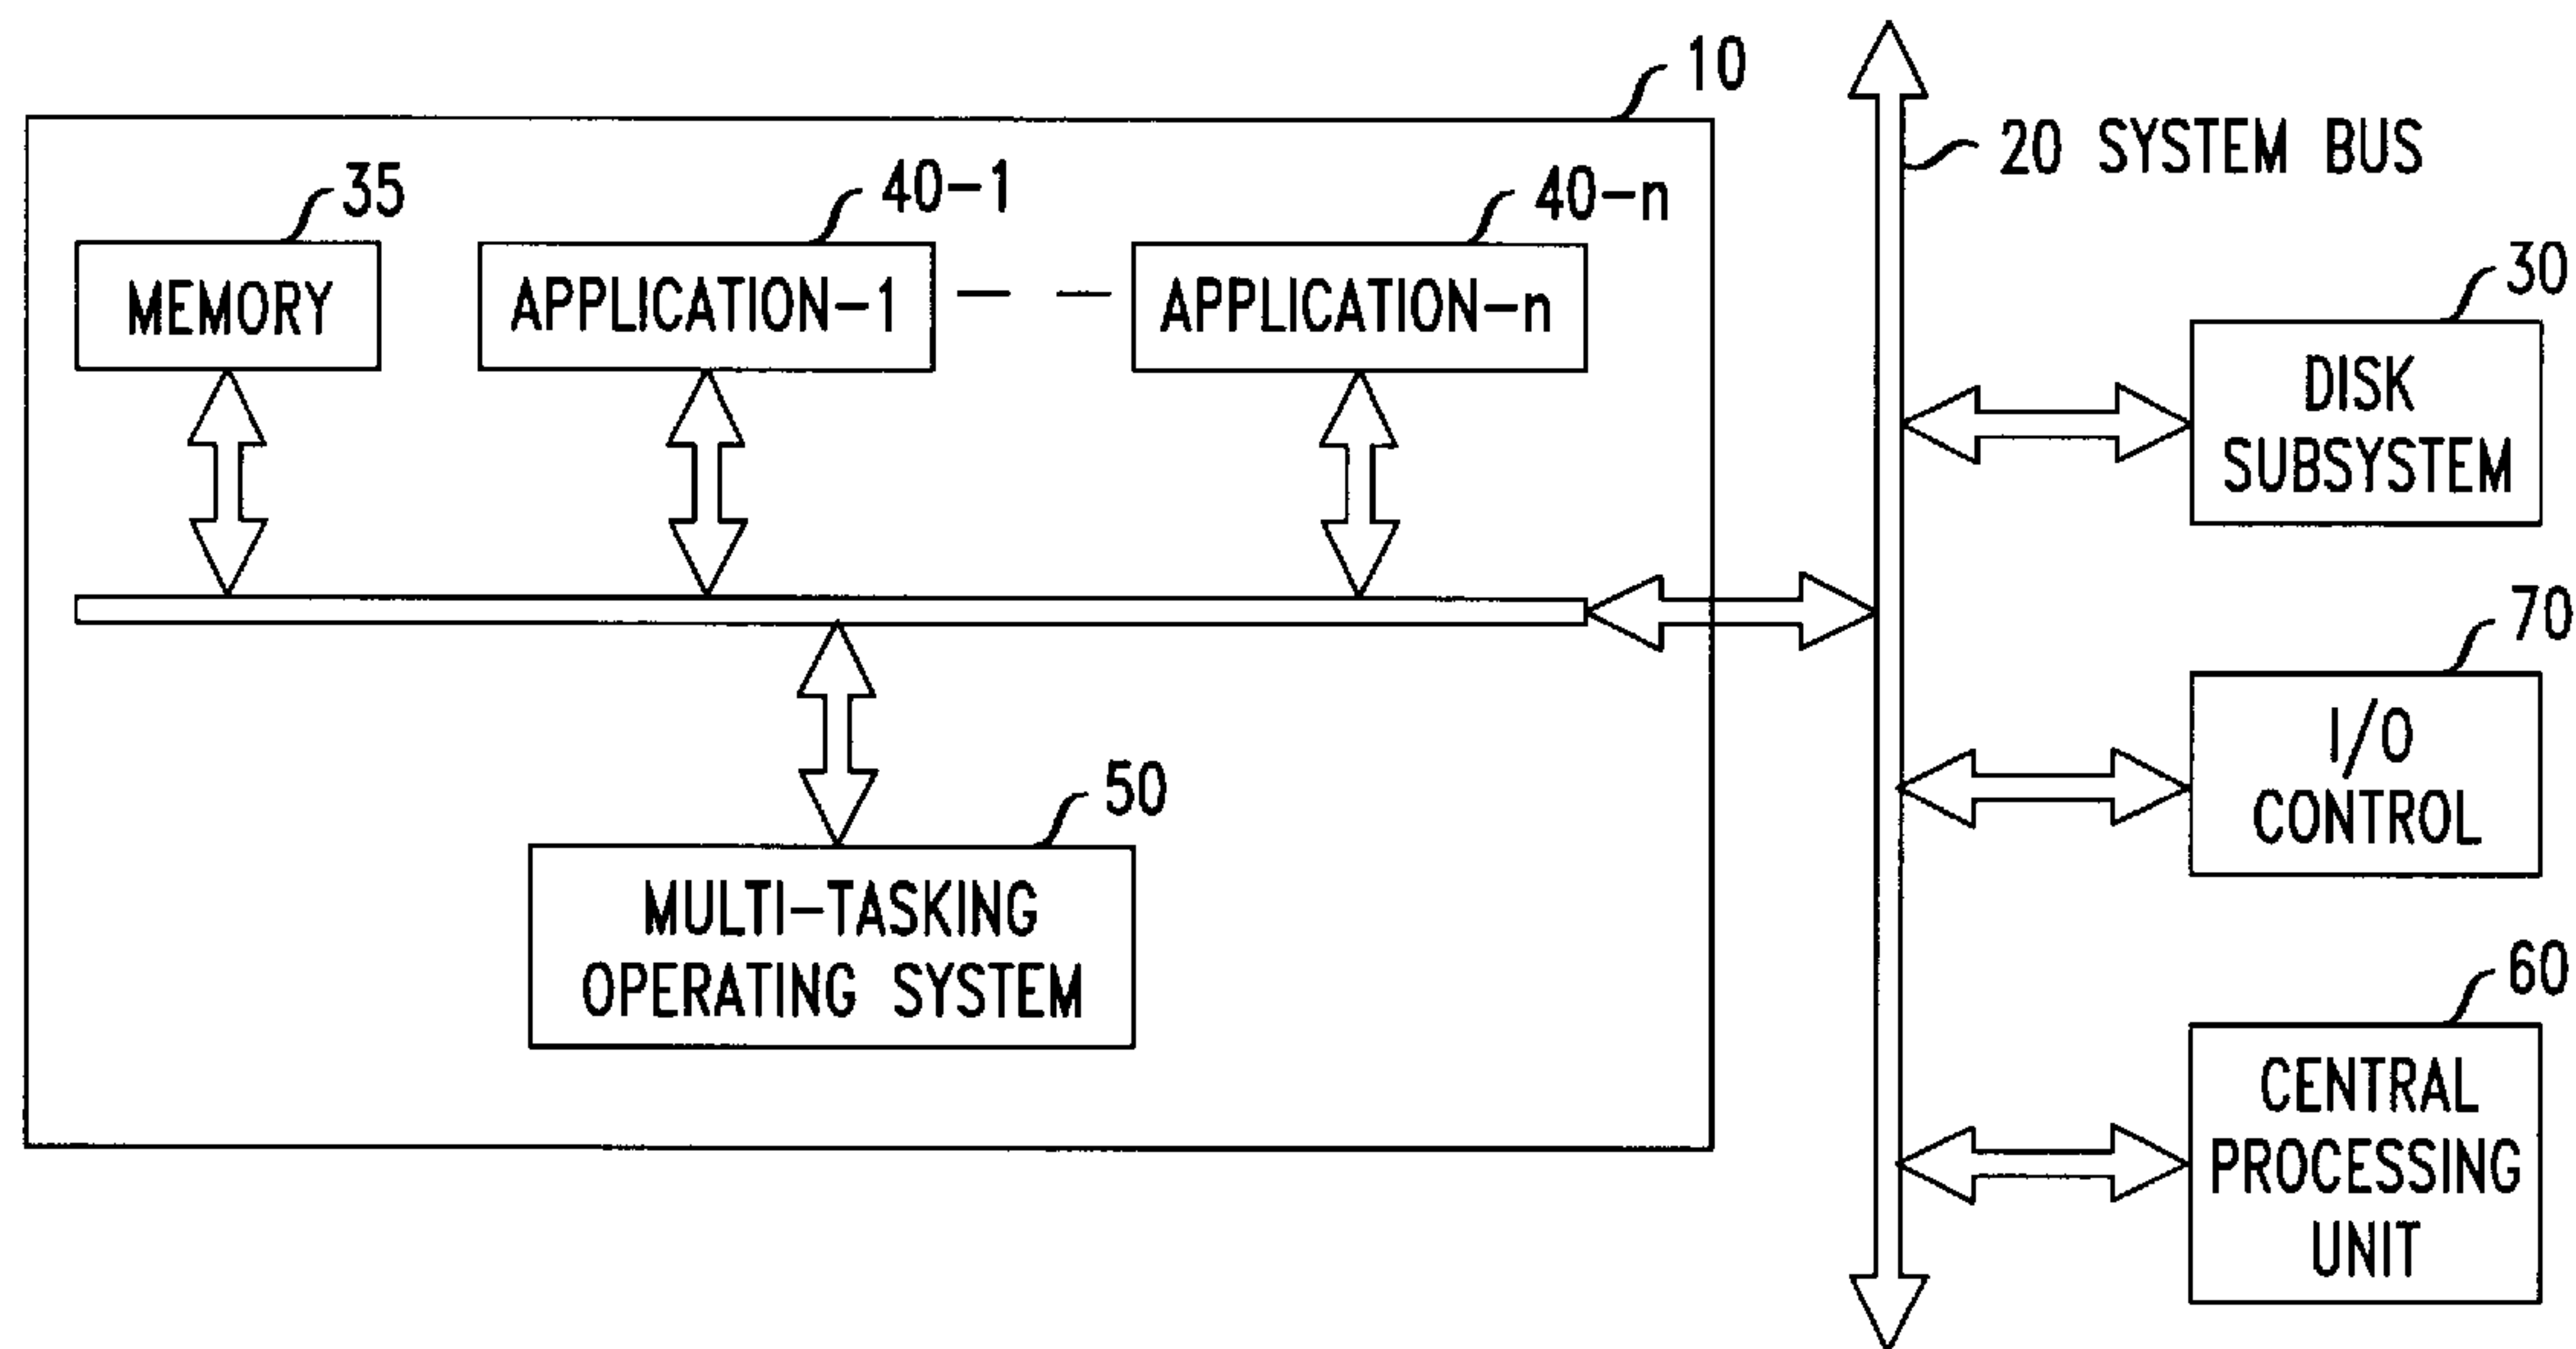 10
20 SYSTEM BUS
35
40-1
40-n
MEMORY
APPLICATION-1
APPLICATION-n
30
DISK
SUBSYSTEM
70
I/O
CONTROL
50
MULTI-TASKING
OPERATING SYSTEM
60
CENTRAL
PROCESSING
UNIT